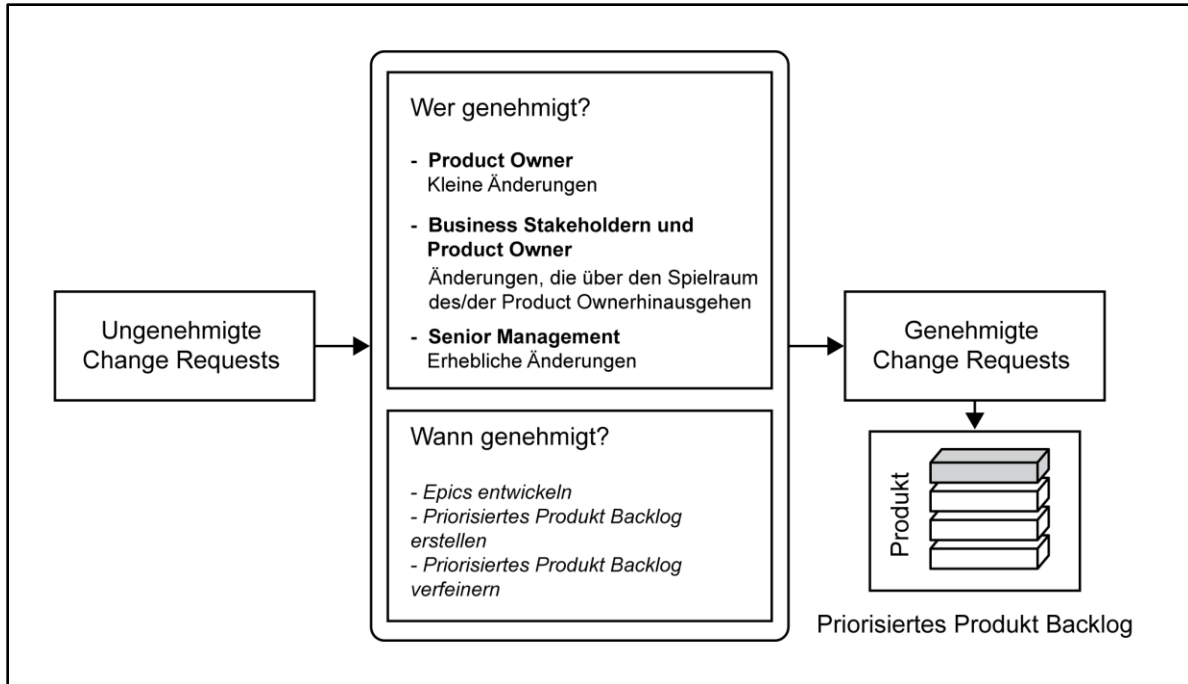 Ungenehmigte
Change Requests
Wer genehmigt?
- Product Owner
Kleine Änderungen
- Business Stakeholdern und
Product Owner
Änderungen, die über den Spielraum
des/der Product Ownerhinausgehen
- Senior Management
Erhebliche Änderungen
Wann genehmigt?
- Epics entwickeln
- Priorisiertes Produkt Backlog
erstellen
- Priorisiertes Produkt Backlog
verfeinern
Genehmigte
Change Requests
Produkt
Priorisiertes Produkt Backlog